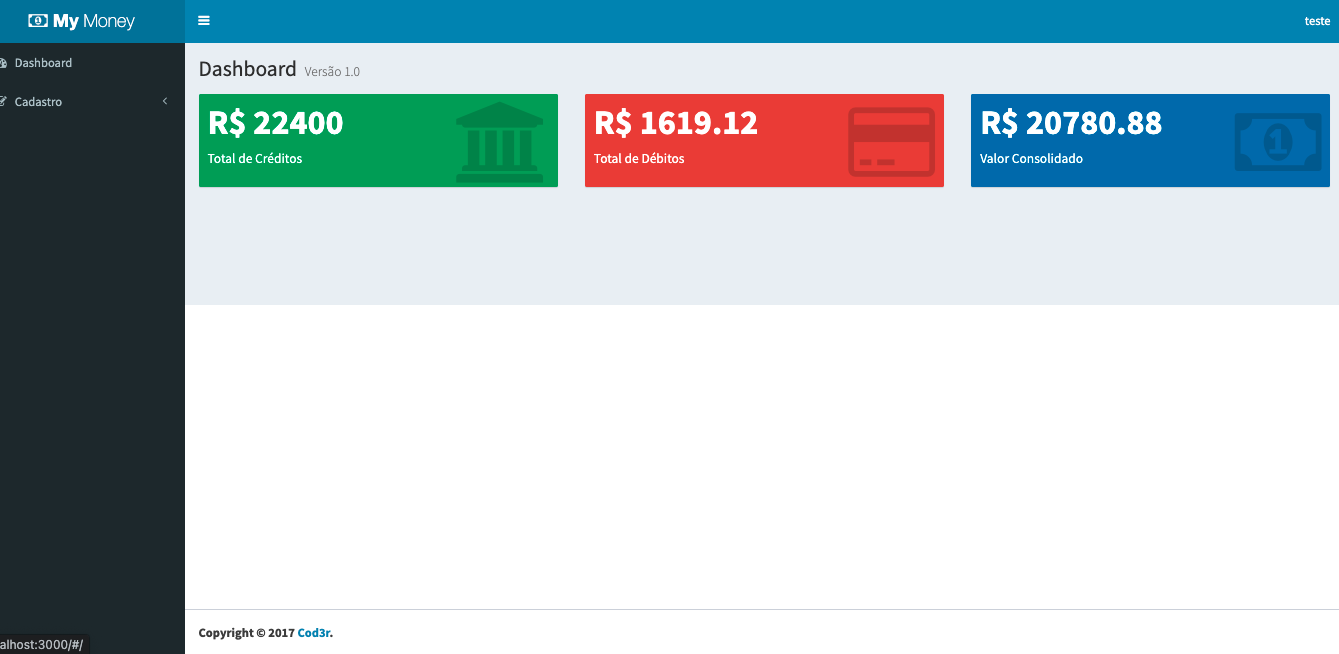 My Money
teste
Dashboard
Cadastro
Dashboard Versão 1.0
R$ 22400
Total de Créditos
R$ 1619.12
Total de Débitos
R$ 20780.88
Valor Consolidado
1
Copyright © 2017 Cod3r.
alhost:3000/#/